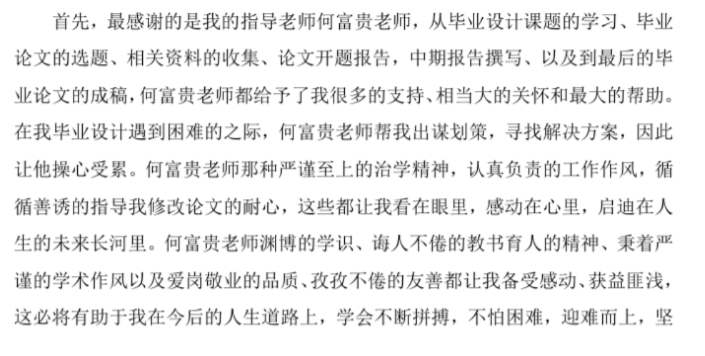 首先，最感谢的是我的指导老师何富贵老师，从毕业设计课题的学习、毕业
论文的选题、相关资料的收集、论文开题报告，中期报告撰写、以及到最后的毕
业论文的成稿，何富贵老师都给予了我很多的支持、相当大的关怀和最大的帮助。
在我毕业设计遇到困难的之际，何富贵老师帮我出谋划策，寻找解决方案，因此
让他操心受累。何富贵老师那种严谨至上的治学精神，认真负责的工作作风，循
循善诱的指导我修改论文的耐心，这些都让我看在眼里，感动在心里，启迪在人
生的未来长河里。何富贵老师渊博的学识、诲人不倦的教书育人的精神、秉着严
谨的学术作风以及爱岗敬业的品质、孜孜不倦的友善都让我备受感动、获益匪浅，
这必将有助于我在今后的人生道路上，学会不断拼搏，不怕困难，迎难而上，坚